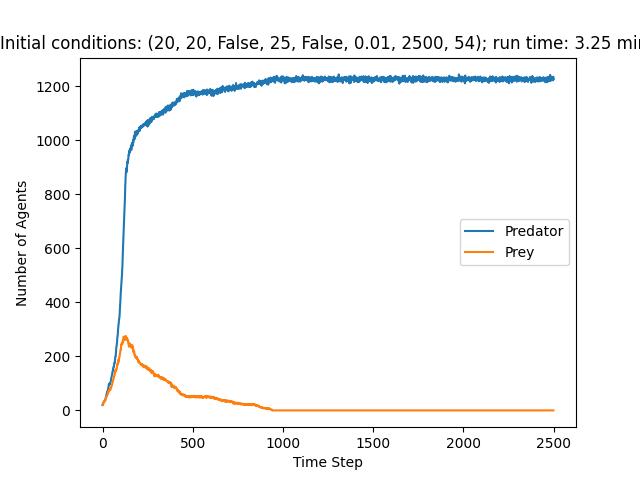 Initial conditions: (20, 20, False, 25, False, 0.01, 2500, 54); run time: 3.25
1200
1000
800
600
400
200
0
Number of Agents
Predator
Prey
0 500 1000 1500 2000 2500
Time Step